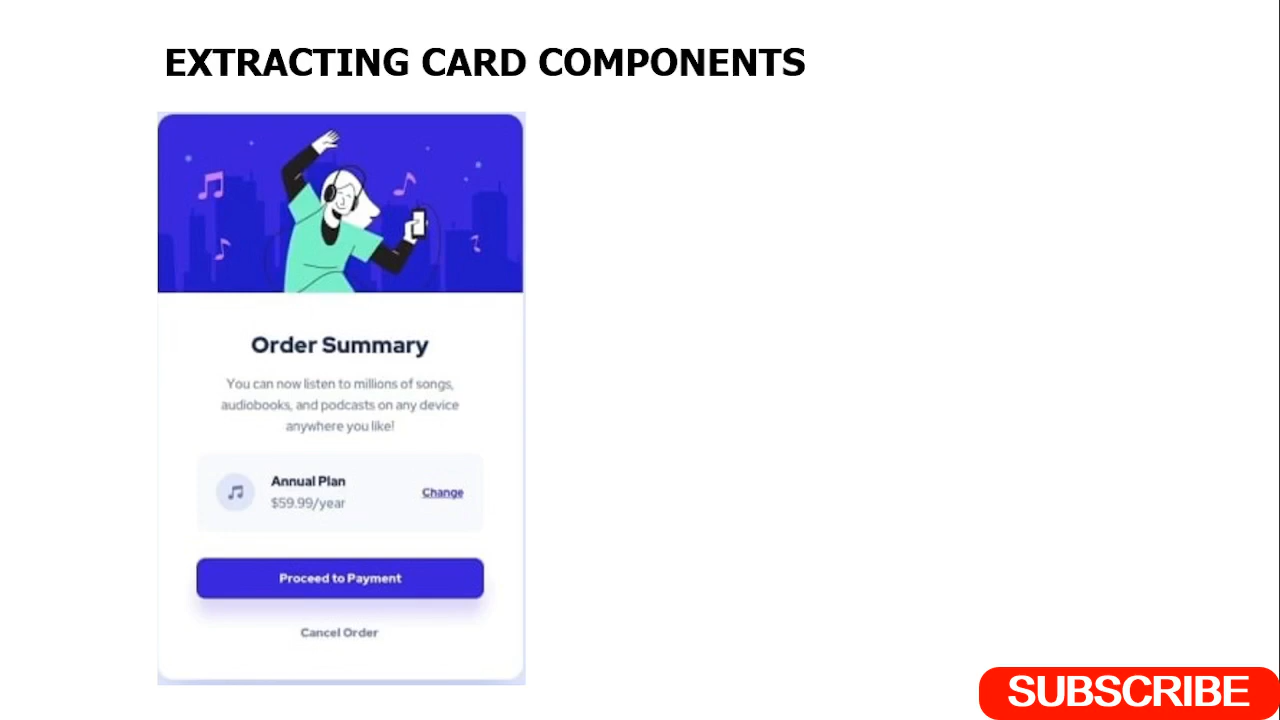 EXTRACTING CARD COMPONENTS
Order Summary
You can now listen to millions of songs,
audiobooks, and podcasts on any device
anywhere you like!
Annual Plan
$59.99/year
Change
Proceed to Payment
Cancel Order
SUBSCRIBE